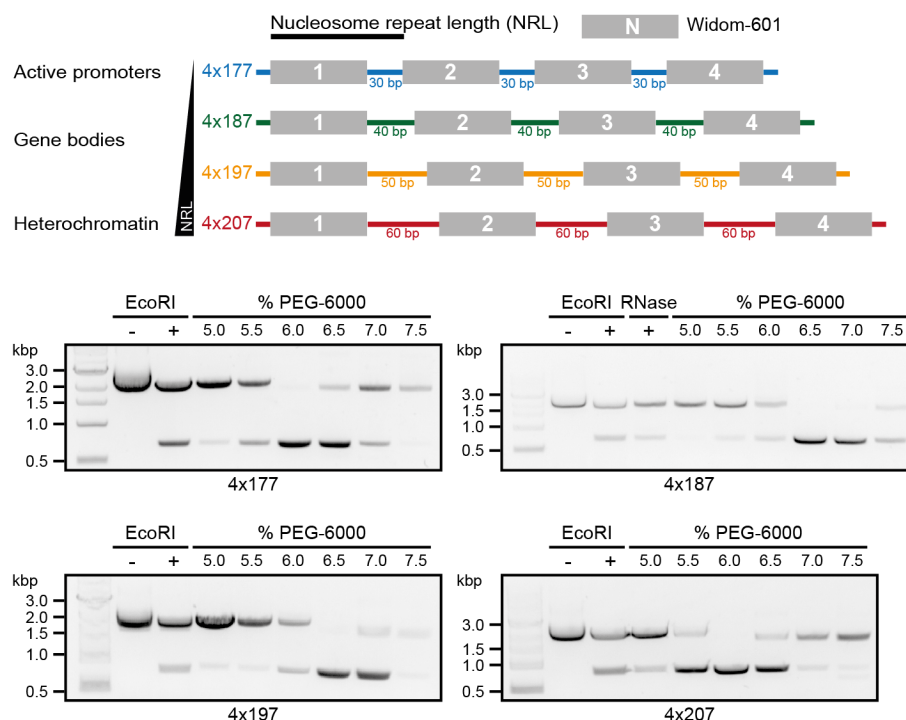 Nucleosome repeat length (NRL)
N
Widom-601
Active promoters
4x177
1
2
3
4
30 bp
30 bp
30 bp
Gene bodies
4x187
1
2
3
4
40 bp
40 bp
40 bp
4x197
1
2
3
4
50 bp
50 bp
50 bp
Heterochromatin
NRL
4x207
1
2
3
4
60 bp
60 bp
60 bp
EcoRI
% PEG-6000
- + 5.0 5.5 6.0 6.5 7.0 7.5
kbp
3.0
2.0
1.5
1.0
0.5
4x177
EcoRI RNase % PEG-6000
- + + 5.0 5.5 6.0 6.5 7.0 7.5
kbp
3.0
1.5
1.0
0.5
4x187
EcoRI
% PEG-6000
- + 5.0 5.5 6.0 6.5 7.0 7.5
kbp
3.0
2.0
1.5
1.0
0.5
4x197
EcoRI
% PEG-6000
- + 5.0 5.5 6.0 6.5 7.0 7.5
kbp
3.0
1.5
1.0
0.5
4x207